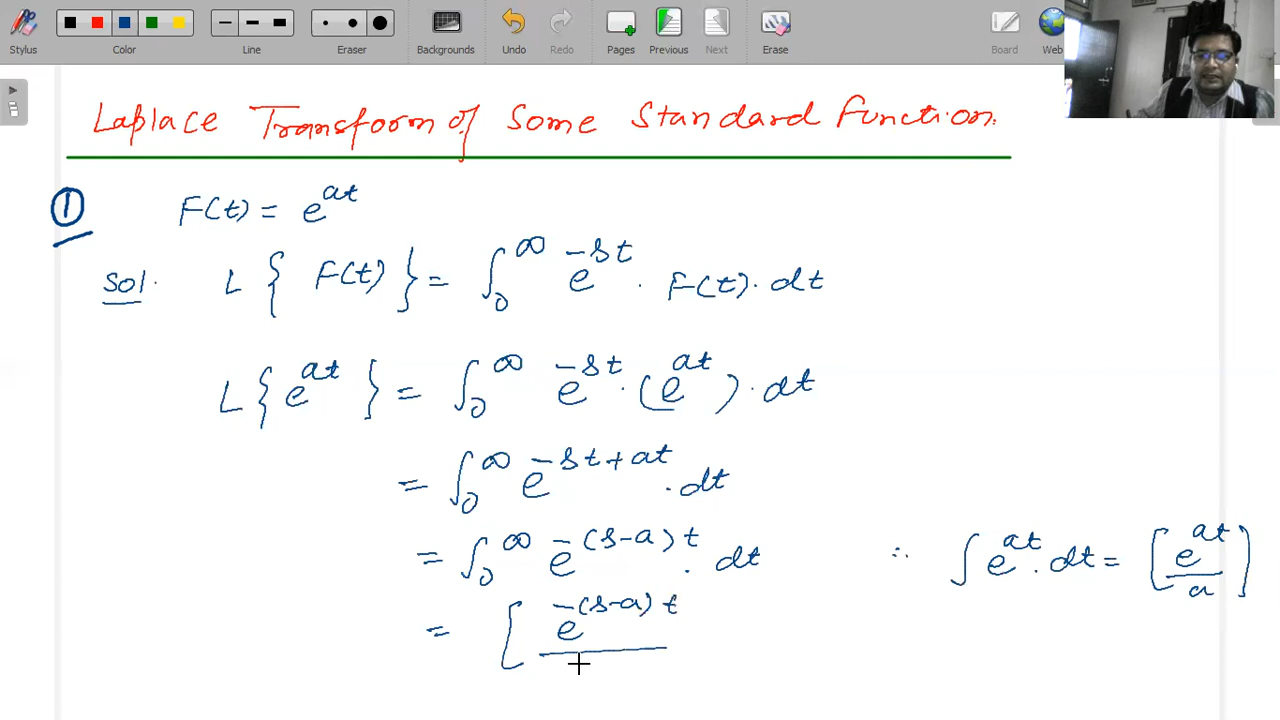 Stylus Color Line Eraser Backgrounds Undo Redo Pages Previous Next Erase Board Web
Laplace Transform of Some Standard Function.
① F(t) = e^{at}
Sol. L { F(t) } = ∫_0^∞ e^{-st} . F(t) . dt
L { e^{at} } = ∫_0^∞ e^{-st} . (e^{at}) . dt
= ∫_0^∞ e^{-st+at} . dt
= ∫_0^∞ e^{-(s-a)t} . dt ∴ ∫ e^{at} . dt = [ e^{at} / a ]
= [ e^{-(s-a)t} /